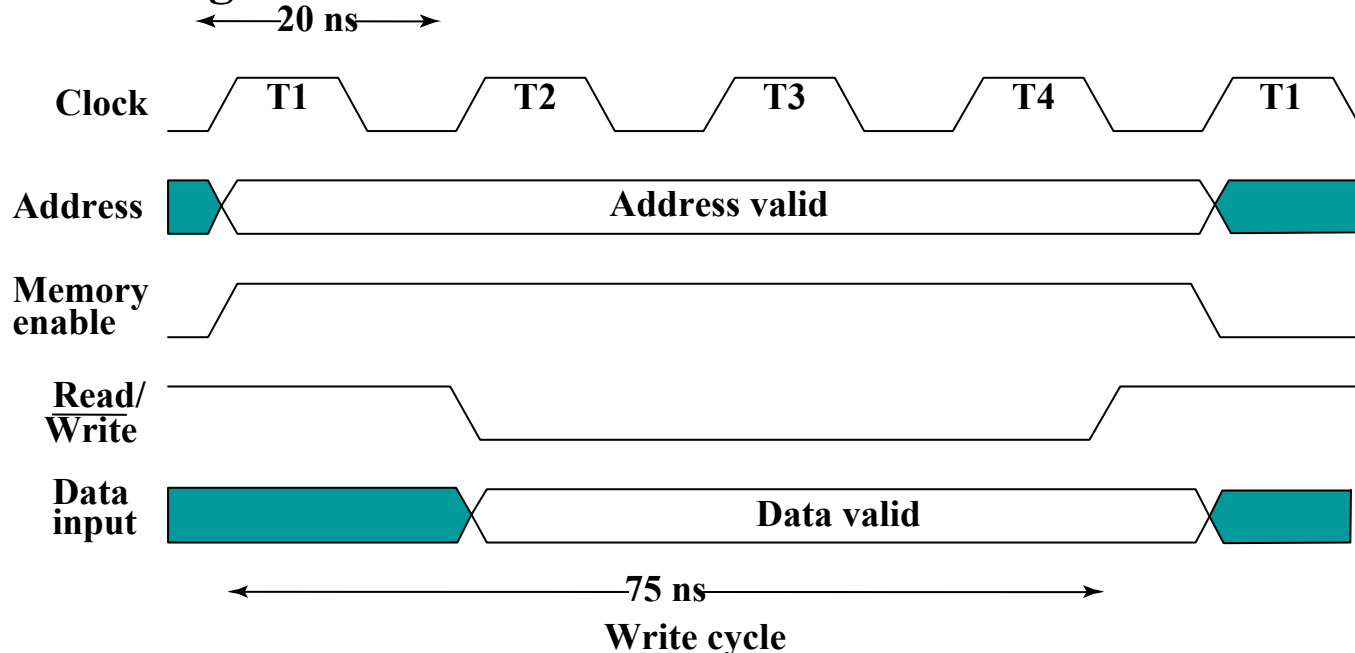 20 ns
Clock T1 T2 T3 T4 T1
Address Address valid
Memory
enable
Read/
Write
Data
input Data valid
75 ns
Write cycle